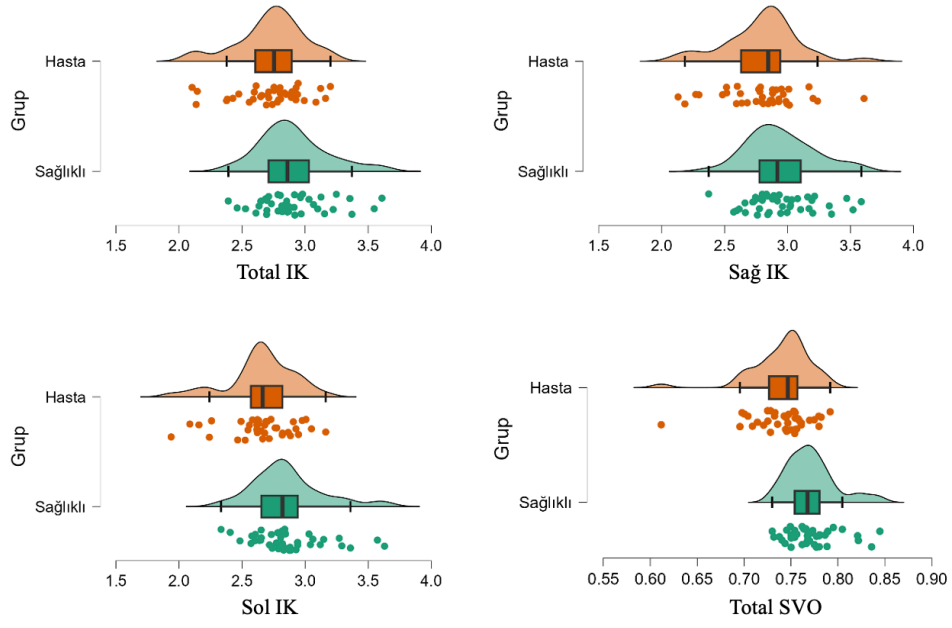 Grup
Hasta
Sağlıklı
1.5 2.0 2.5 3.0 3.5 4.0
Total IK
Grup
Hasta
Sağlıklı
1.5 2.0 2.5 3.0 3.5 4.0
Sağ IK
Grup
Hasta
Sağlıklı
1.5 2.0 2.5 3.0 3.5 4.0
Sol IK
Grup
Hasta
Sağlıklı
0.55 0.60 0.65 0.70 0.75 0.80 0.85 0.90
Total SVO